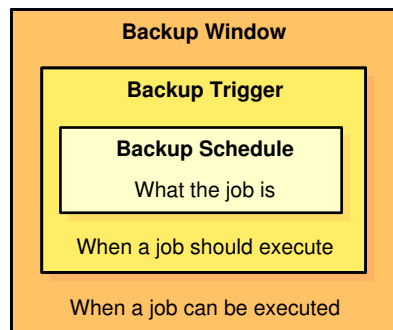 Backup Window
Backup Trigger
Backup Schedule
What the job is
When a job should execute
When a job can be executed